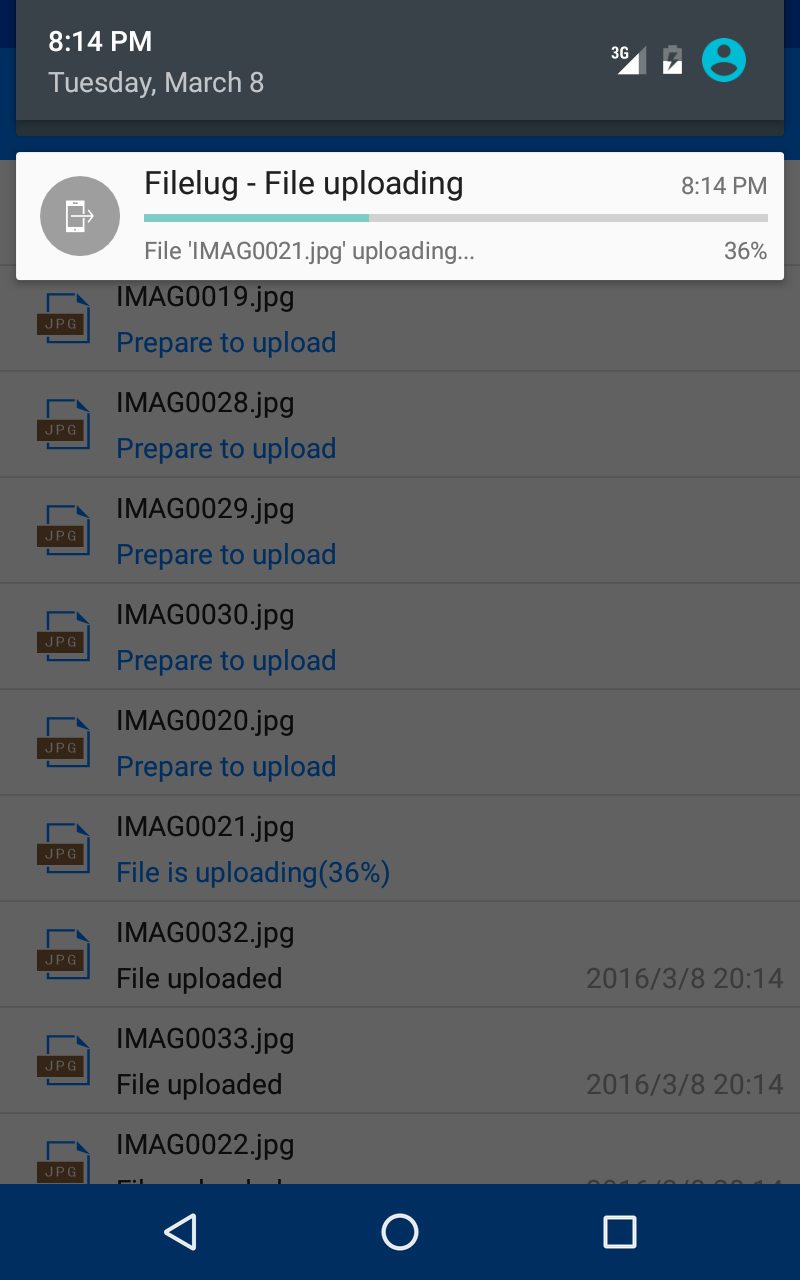 8:14 PM
3G
Tuesday, March 8
Filelug - File uploading 8:14 PM
File 'IMAG0021.jpg' uploading... 36%
IMAG0019.jpg
JPG
Prepare to upload
IMAG0028.jpg
JPG
Prepare to upload
IMAG0029.jpg
JPG
Prepare to upload
IMAG0030.jpg
JPG
Prepare to upload
IMAG0020.jpg
JPG
Prepare to upload
IMAG0021.jpg
JPG
File is uploading(36%)
IMAG0032.jpg
JPG
File uploaded 2016/3/8 20:14
IMAG0033.jpg
JPG
File uploaded 2016/3/8 20:14
IMAG0022.jpg
JPG